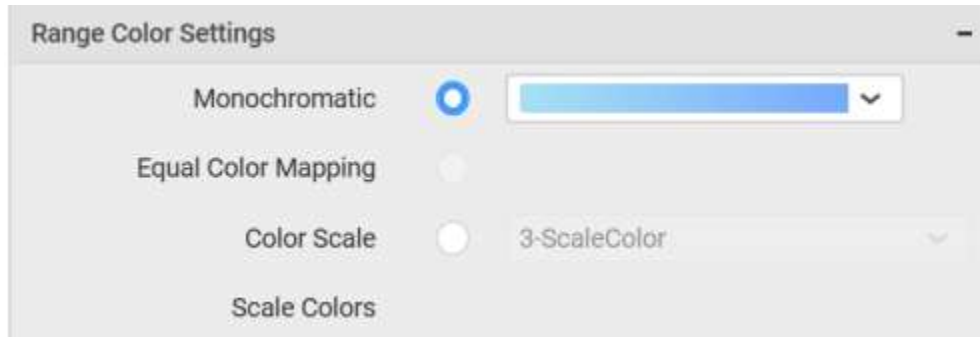 Range Color Settings
Monochromatic
Equal Color Mapping
Color Scale 3-ScaleColor
Scale Colors